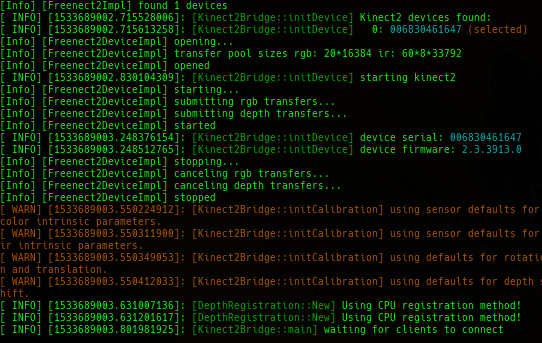 [Info] [Freenect2Impl] found 1 devices
[ INFO] [1533689002.715528006]: [Kinect2Bridge::initDevice] Kinect2 devices found:
[ INFO] [1533689002.715613258]: [Kinect2Bridge::initDevice]   0: 006830461647 (selected)
[Info] [Freenect2DeviceImpl] opening...
[Info] [Freenect2DeviceImpl] transfer pool sizes rgb: 20*16384 ir: 60*8*33792
[Info] [Freenect2DeviceImpl] opened
[ INFO] [1533689002.830104309]: [Kinect2Bridge::initDevice] starting kinect2
[Info] [Freenect2DeviceImpl] starting...
[Info] [Freenect2DeviceImpl] submitting rgb transfers...
[Info] [Freenect2DeviceImpl] submitting depth transfers...
[Info] [Freenect2DeviceImpl] started
[ INFO] [1533689003.248376154]: [Kinect2Bridge::initDevice] device serial: 006830461647
[ INFO] [1533689003.248512765]: [Kinect2Bridge::initDevice] device firmware: 2.3.3913.0
[Info] [Freenect2DeviceImpl] stopping...
[Info] [Freenect2DeviceImpl] canceling rgb transfers...
[Info] [Freenect2DeviceImpl] canceling depth transfers...
[Info] [Freenect2DeviceImpl] stopped
[ WARN] [1533689003.550224912]: [Kinect2Bridge::initCalibration] using sensor defaults for
color intrinsic parameters.
[ WARN] [1533689003.550311900]: [Kinect2Bridge::initCalibration] using sensor defaults for
ir intrinsic parameters.
[ WARN] [1533689003.550349053]: [Kinect2Bridge::initCalibration] using defaults for rotatio
n and translation.
[ WARN] [1533689003.550412033]: [Kinect2Bridge::initCalibration] using defaults for depth s
hift.
[ INFO] [1533689003.631007136]: [DepthRegistration::New] Using CPU registration method!
[ INFO] [1533689003.631201617]: [DepthRegistration::New] Using CPU registration method!
[ INFO] [1533689003.801981925]: [Kinect2Bridge::main] waiting for clients to connect